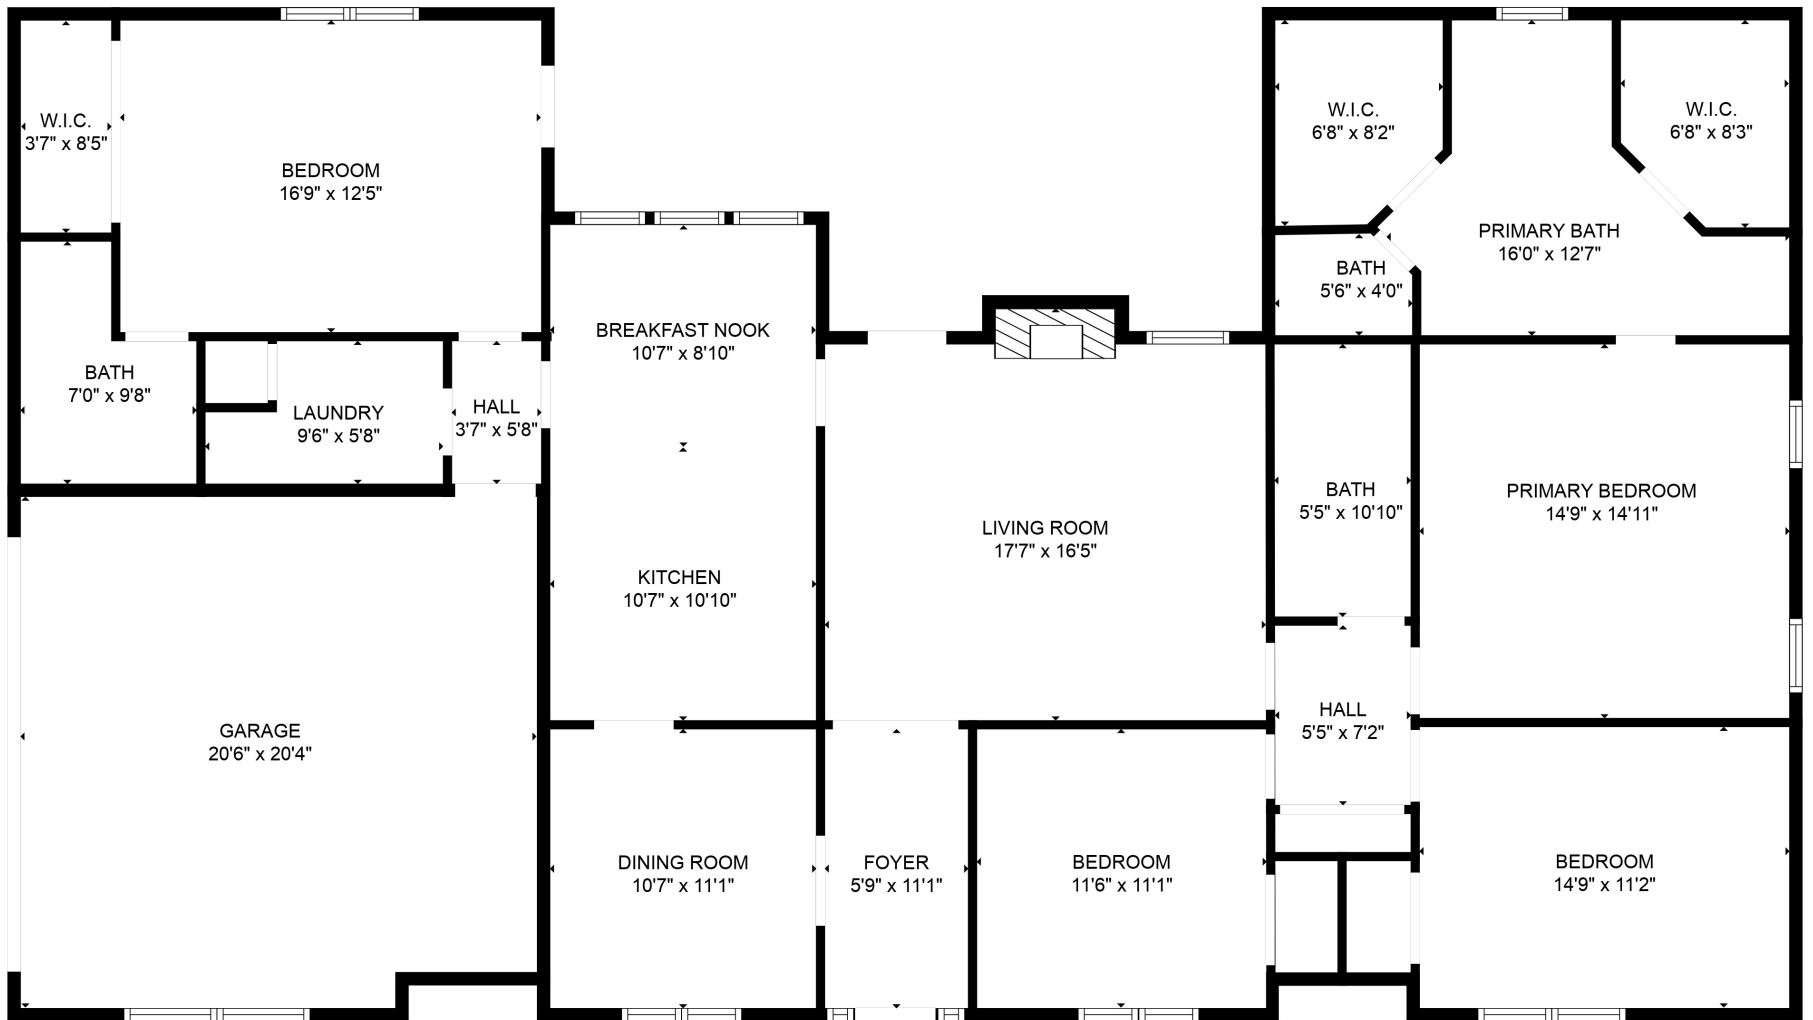 W.I.C.
3'7" x 8'5"
BEDROOM
16'9" x 12'5"
W.I.C.
6'8" x 8'2"
W.I.C.
6'8" x 8'3"
PRIMARY BATH
16'0" x 12'7"
BATH
5'6" x 4'0"
BREAKFAST NOOK
10'7" x 8'10"
BATH
7'0" x 9'8"
LAUNDRY
9'6" x 5'8"
HALL
3'7" x 5'8"
LIVING ROOM
17'7" x 16'5"
BATH
5'5" x 10'10"
PRIMARY BEDROOM
14'9" x 14'11"
KITCHEN
10'7" x 10'10"
GARAGE
20'6" x 20'4"
HALL
5'5" x 7'2"
DINING ROOM
10'7" x 11'1"
FOYER
5'9" x 11'1"
BEDROOM
11'6" x 11'1"
BEDROOM
14'9" x 11'2"